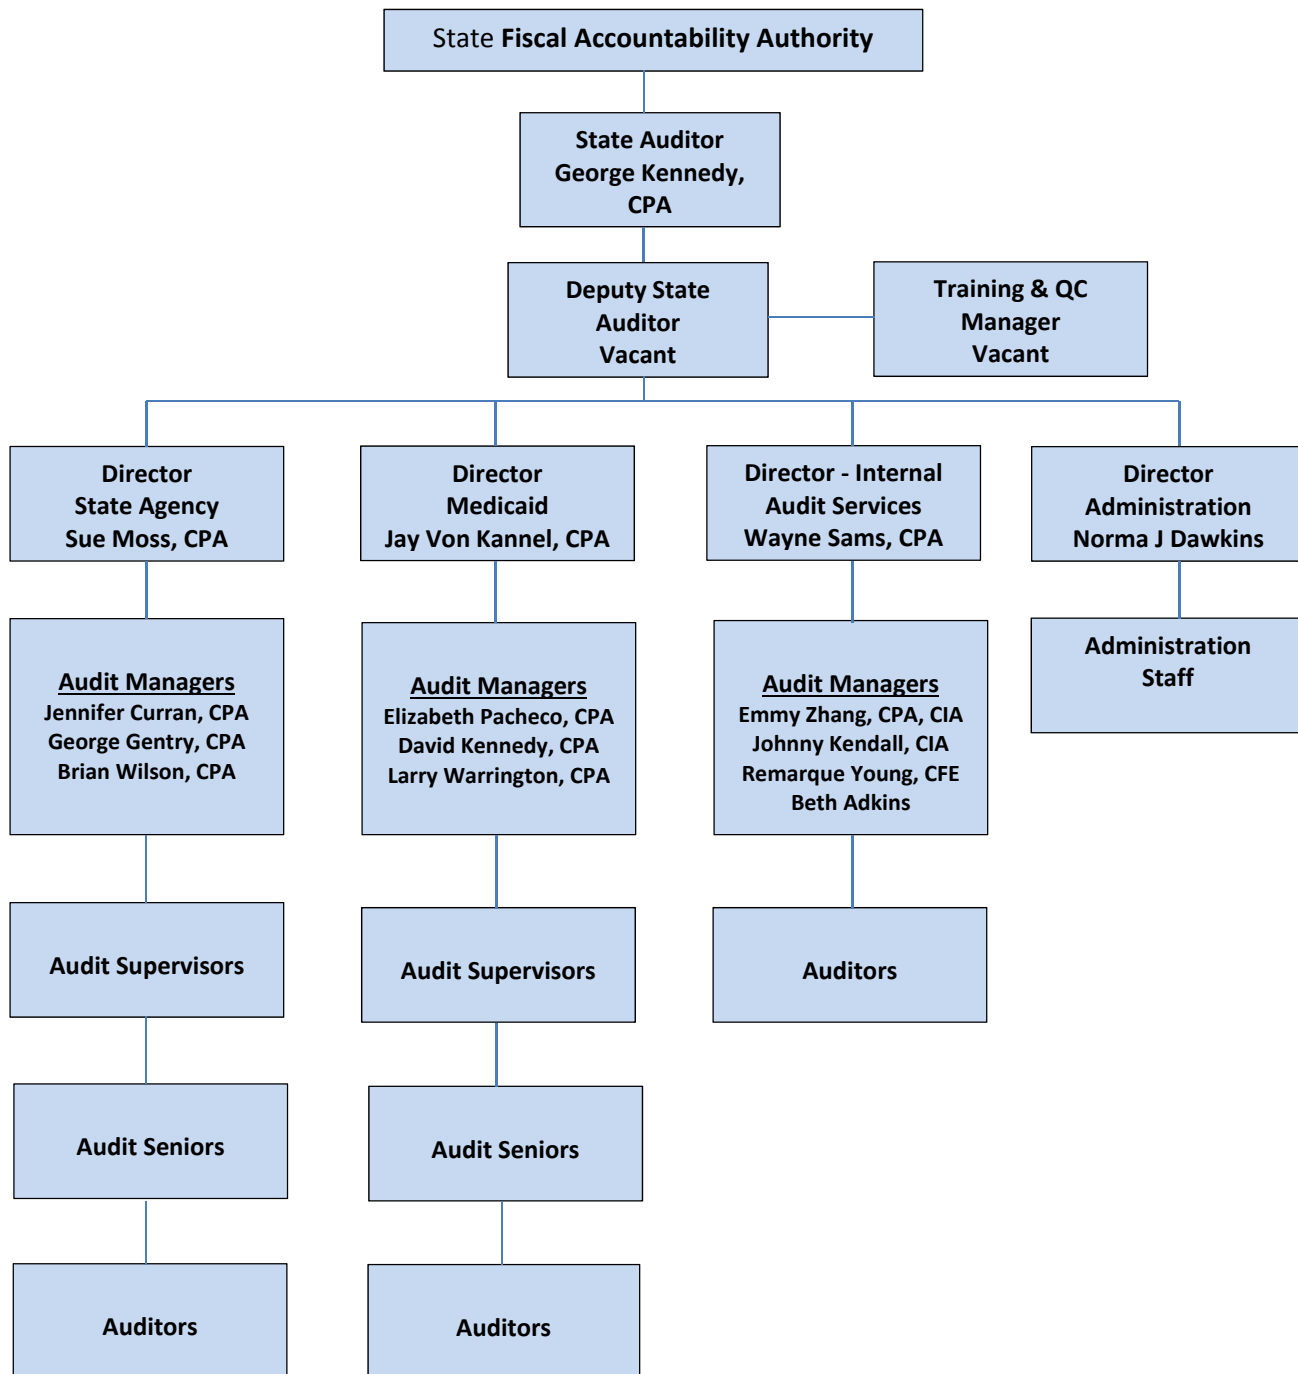 State Fiscal Accountability Authority
State Auditor
George Kennedy,
CPA
Deputy State
Auditor
Vacant
Training & QC
Manager
Vacant
Director
State Agency
Sue Moss, CPA
Director
Medicaid
Jay Von Kannel, CPA
Director - Internal
Audit Services
Wayne Sams, CPA
Director
Administration
Norma J Dawkins
Audit Managers
Jennifer Curran, CPA
George Gentry, CPA
Brian Wilson, CPA
Audit Managers
Elizabeth Pacheco, CPA
David Kennedy, CPA
Larry Warrington, CPA
Audit Managers
Emmy Zhang, CPA, CIA
Johnny Kendall, CIA
Remarque Young, CFE
Beth Adkins
Administration
Staff
Audit Supervisors
Audit Supervisors
Auditors
Audit Seniors
Audit Seniors
Auditors
Auditors